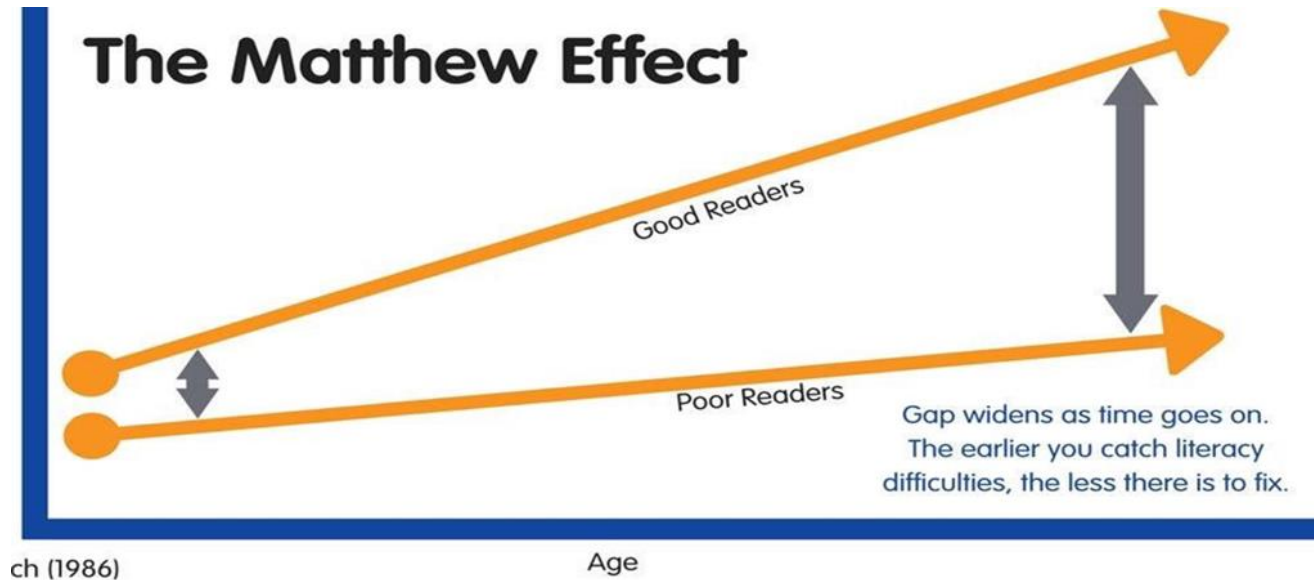 The Matthew Effect
Good Readers
Poor Readers
Gap widens as time goes on.
The earlier you catch literacy
difficulties, the less there is to fix.
Age
ch (1986)